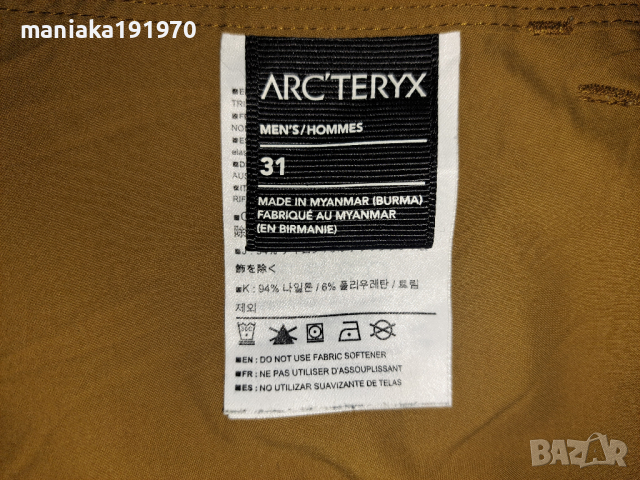 maniaka191970
ARC'TERYX
MEN'S/HOMMES
31
MADE IN MYANMAR (BURMA)
FABRIQUÉ AU MYANMAR
(EN BIRMANIE)
飾を除く
■K : 94% 나일론 / 6% 폴리우레탄 / 트림
제외
■EN : DO NOT USE FABRIC SOFTENER
■FR : NE PAS UTILISER D'ASSOUPLISSANT
■ES : NO UTILIZAR SUAVIZANTE DE TELAS
BAZAR